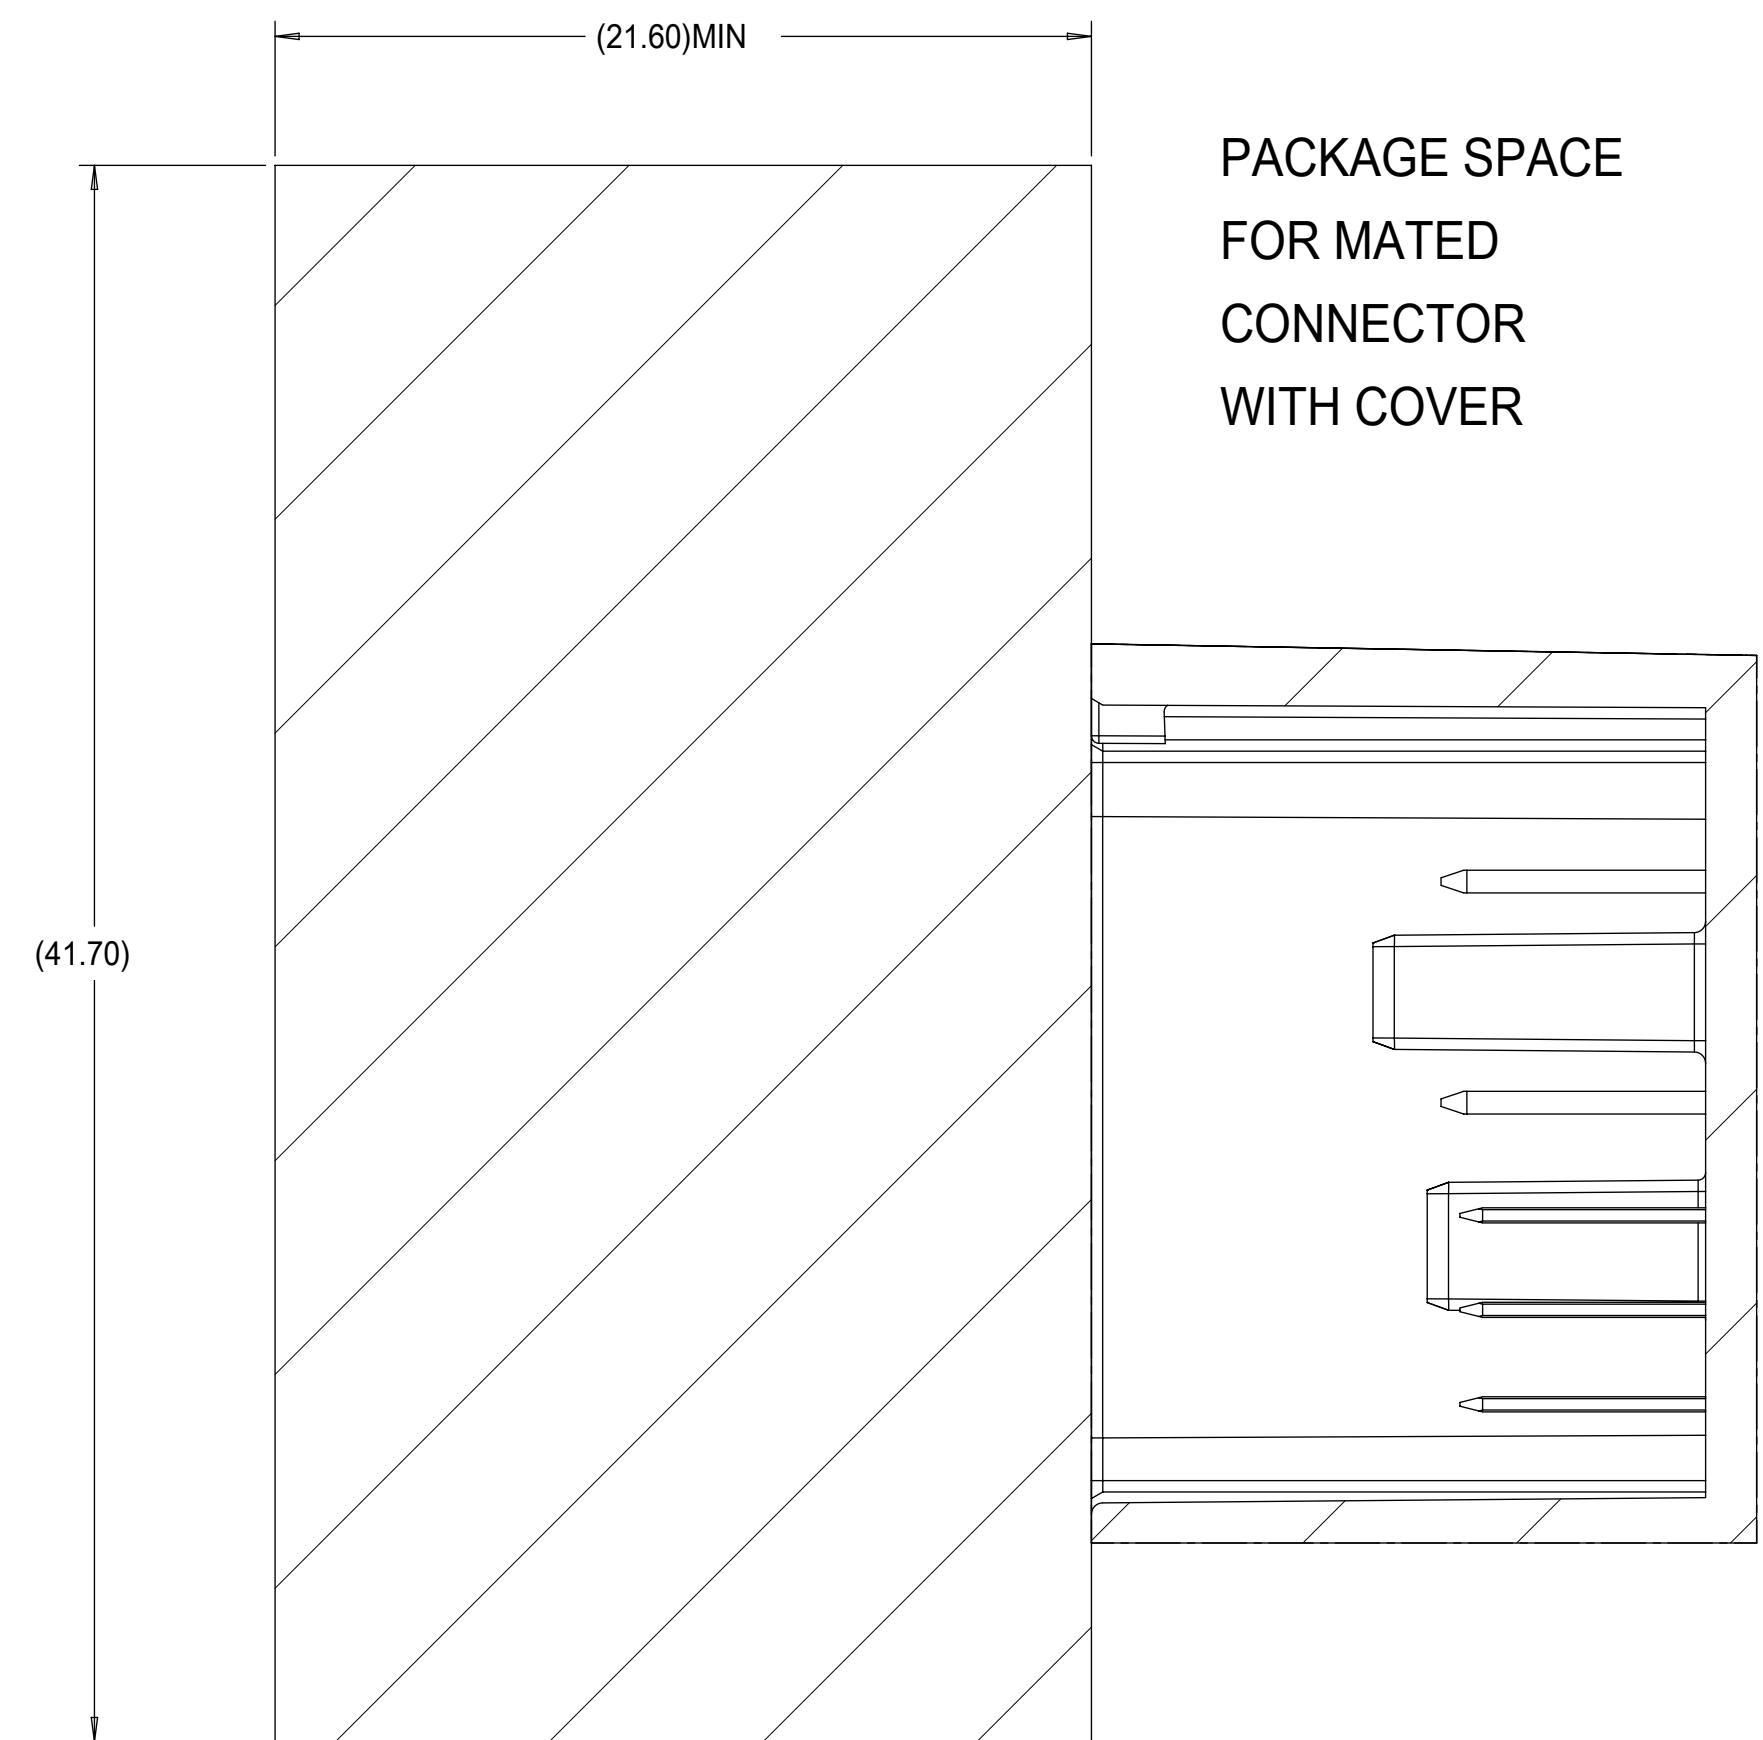 (21.60)MIN
PACKAGE SPACE
FOR MATED
CONNECTOR
WITH COVER
(41.70)